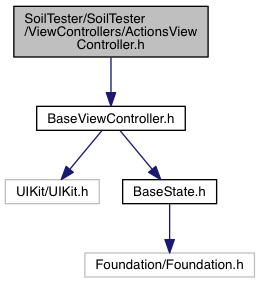 SoilTester/SoilTester
/ViewControllers/ActionsView
Controller.h
BaseViewController.h
UIKit/UIKit.h
BaseState.h
Foundation/Foundation.h